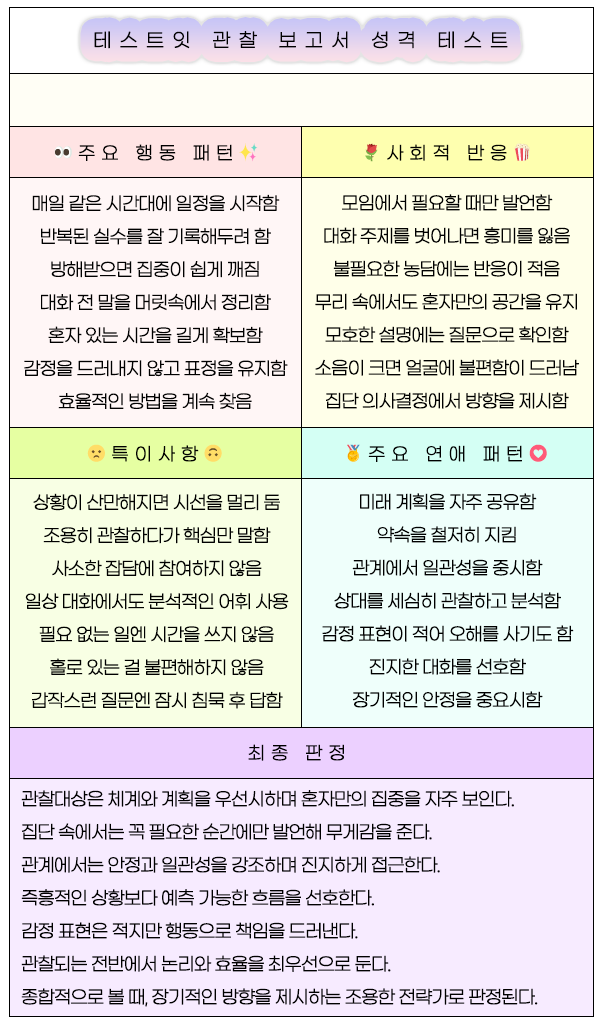 테스트잇 관찰 보고서 성격 테스트
👀 주요 행동 패턴 ✨
매일 같은 시간대에 일정을 시작함
반복된 실수를 잘 기록해두려 함
방해받으면 집중이 쉽게 깨짐
대화 전 말을 머릿속에서 정리함
혼자 있는 시간을 길게 확보함
감정을 드러내지 않고 표정을 유지함
효율적인 방법을 계속 찾음
🌹 사회적 반응 🍿
모임에서 필요할 때만 발언함
대화 주제를 벗어나면 흥미를 잃음
불필요한 농담에는 반응이 적음
무리 속에서도 혼자만의 공간을 유지
모호한 설명에는 질문으로 확인함
소음이 크면 얼굴에 불편함이 드러남
집단 의사결정에서 방향을 제시함
🙁 특이사항 🙃
상황이 산만해지면 시선을 멀리 둠
조용히 관찰하다가 핵심만 말함
사소한 잡담에 참여하지 않음
일상 대화에서도 분석적인 어휘 사용
필요 없는 일엔 시간을 쓰지 않음
홀로 있는 걸 불편해하지 않음
갑작스런 질문엔 잠시 침묵 후 답함
🏅 주요 연애 패턴 💟
미래 계획을 자주 공유함
약속을 철저히 지킴
관계에서 일관성을 중시함
상대를 세심히 관찰하고 분석함
감정 표현이 적어 오해를 사기도 함
진지한 대화를 선호함
장기적인 안정을 중요시함
최종 판정
관찰대상은 체계와 계획을 우선시하며 혼자만의 집중을 자주 보인다.
집단 속에서는 꼭 필요한 순간에만 발언해 무게감을 준다.
관계에서는 안정과 일관성을 강조하며 진지하게 접근한다.
즉흥적인 상황보다 예측 가능한 흐름을 선호한다.
감정 표현은 적지만 행동으로 책임을 드러낸다.
관찰되는 전반에서 논리와 효율을 최우선으로 둔다.
종합적으로 볼 때, 장기적인 방향을 제시하는 조용한 전략가로 판정된다.